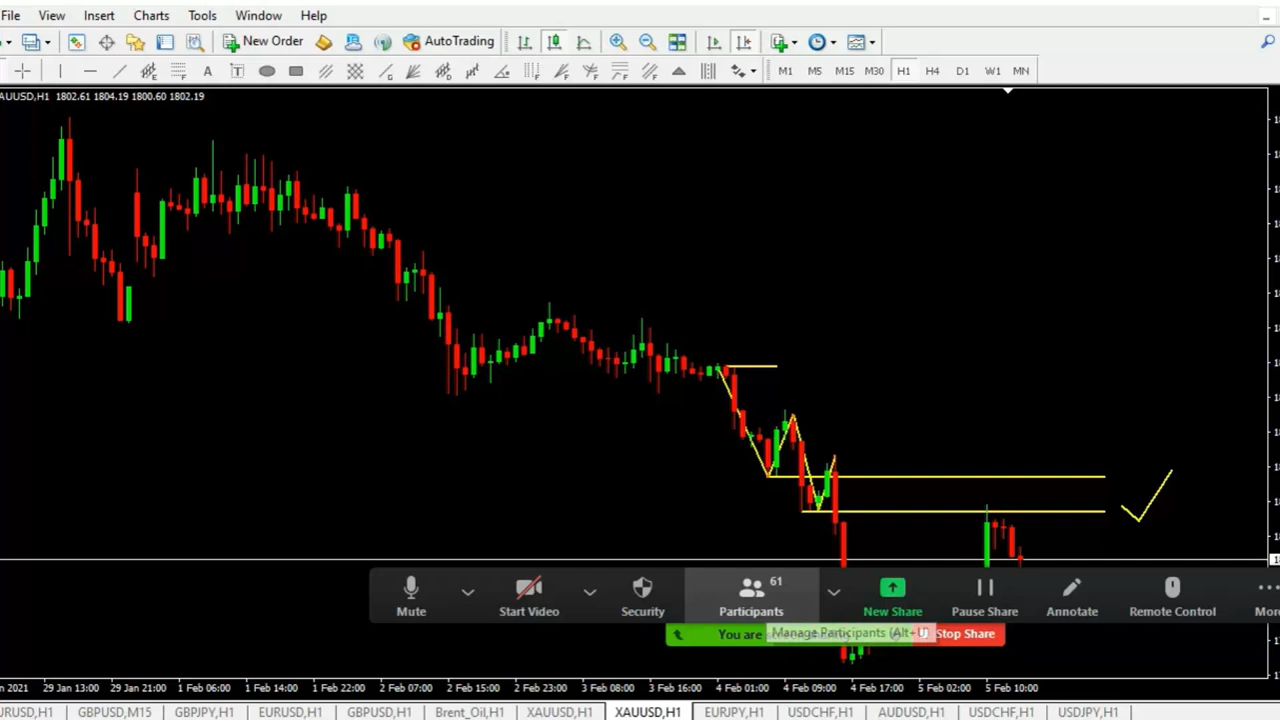 File View Insert Charts Tools Window Help
New Order AutoTrading
A T M1 M5 M15 M30 H1 H4 D1 W1 MN
AUUSD,H1 1802.61 1804.19 1800.60 1802.19
61
Mute Start Video Security Participants New Share Pause Share Annotate Remote Control Mor
You are Manage Participants (Alt+U Stop Share
n 2021 29 Jan 13:00 29 Jan 21:00 1 Feb 06:00 1 Feb 14:00 1 Feb 22:00 2 Feb 07:00 2 Feb 15:00 2 Feb 23:00 3 Feb 08:00 3 Feb 16:00 4 Feb 01:00 4 Feb 09:00 4 Feb 17:00 5 Feb 02:00 5 Feb 10:00
URUSD,H1 GBPUSD,M15 GBPJPY,H1 EURUSD,H1 GBPUSD,H1 Brent_Oil,H1 XAUUSD,H1 XAUUSD,H1 EURJPY,H1 USDCHF,H1 AUDUSD,H1 USDCHF,H1 USDJPY,H1